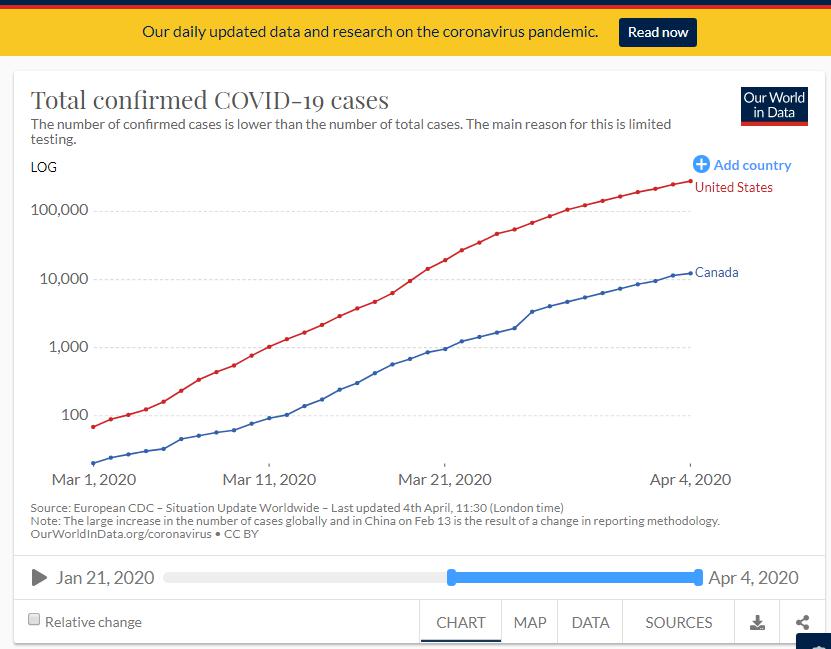 Our daily updated data and research on the coronavirus pandemic. Read now
Total confirmed COVID-19 cases
Our World
in Data
The number of confirmed cases is lower than the number of total cases. The main reason for this is limited
testing.
LOG
Add country
United States
100,000
Canada
10,000
1,000
100
Mar 1, 2020 Mar 11, 2020 Mar 21, 2020 Apr 4, 2020
Source: European CDC – Situation Update Worldwide – Last updated 4th April, 11:30 (London time)
Note: The large increase in the number of cases globally and in China on Feb 13 is the result of a change in reporting methodology.
OurWorldInData.org/coronavirus • CC BY
Jan 21, 2020 Apr 4, 2020
Relative change CHART MAP DATA SOURCES